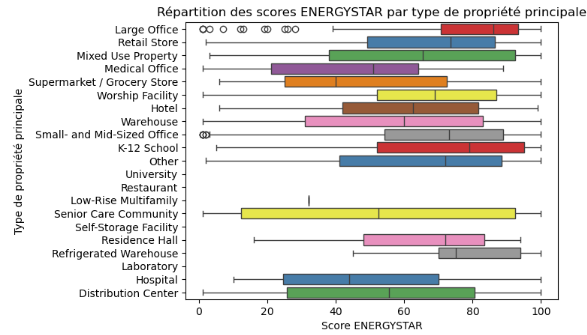 Répartition des scores ENERGYSTAR par type de propriété principale
Type de propriété principale
Large Office
Retail Store
Mixed Use Property
Medical Office
Supermarket / Grocery Store
Worship Facility
Hotel
Warehouse
Small- and Mid-Sized Office
K-12 School
Other
University
Restaurant
Low-Rise Multifamily
Senior Care Community
Self-Storage Facility
Residence Hall
Refrigerated Warehouse
Laboratory
Hospital
Distribution Center
0 20 40 60 80 100
Score ENERGYSTAR